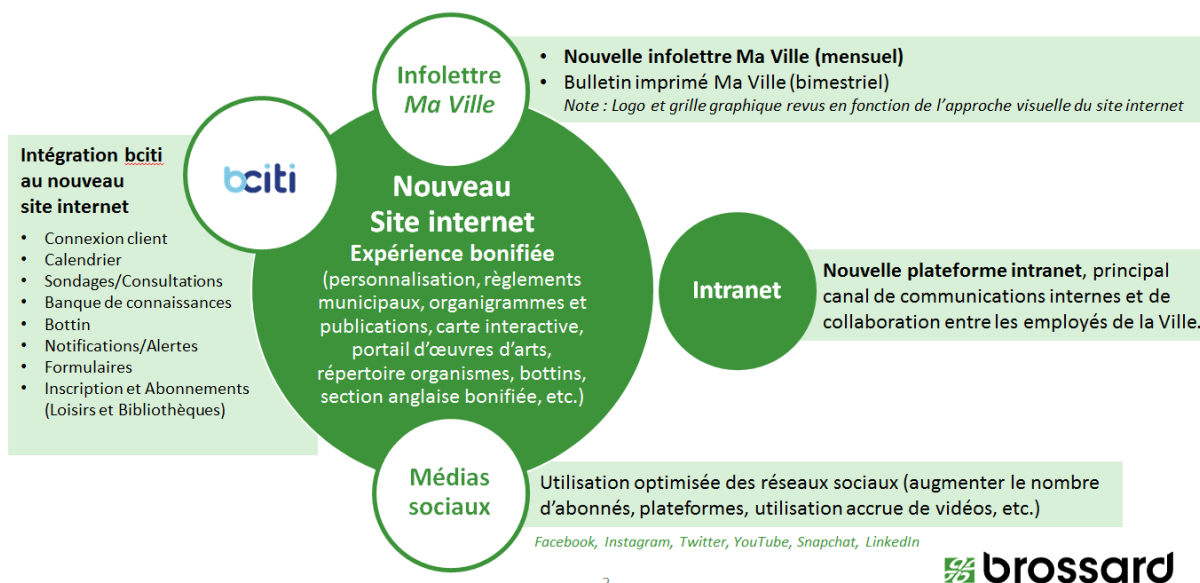 Infolettre
Ma Ville
• Nouvelle infolettre Ma Ville (mensuel)
• Bulletin imprimé Ma Ville (bimestriel)
Note : Logo et grille graphique revus en fonction de l'approche visuelle du site internet
Intégration bciti
au nouveau
site internet
• Connexion client
• Calendrier
• Sondages/Consultations
• Banque de connaissances
• Bottin
• Notifications/Alertes
• Formulaires
• Inscription et Abonnements
(Loisirs et Bibliothèques)
bciti
Nouveau
Site internet
Expérience bonifiée
(personnalisation, règlements
municipaux, organigrammes et
publications, carte interactive,
portail d'œuvres d'arts,
répertoire organismes, bottins,
section anglaise bonifiée, etc.)
Intranet
Nouvelle plateforme intranet, principal
canal de communications internes et de
collaboration entre les employés de la Ville.
Médias
sociaux
Utilisation optimisée des réseaux sociaux (augmenter le nombre
d'abonnés, plateformes, utilisation accrue de vidéos, etc.)
Facebook, Instagram, Twitter, YouTube, Snapchat, LinkedIn
brossard